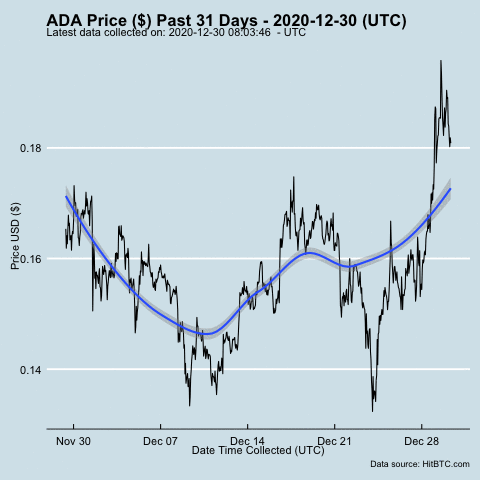 ADA Price ($) Past 31 Days - 2020-12-30 (UTC)
Latest data collected on: 2020-12-30 08:03:46 - UTC
0.18
0.16
0.14
Price USD ($)
Nov 30 Dec 07 Dec 14 Dec 21 Dec 28
Date Time Collected (UTC)
Data source: HitBTC.com